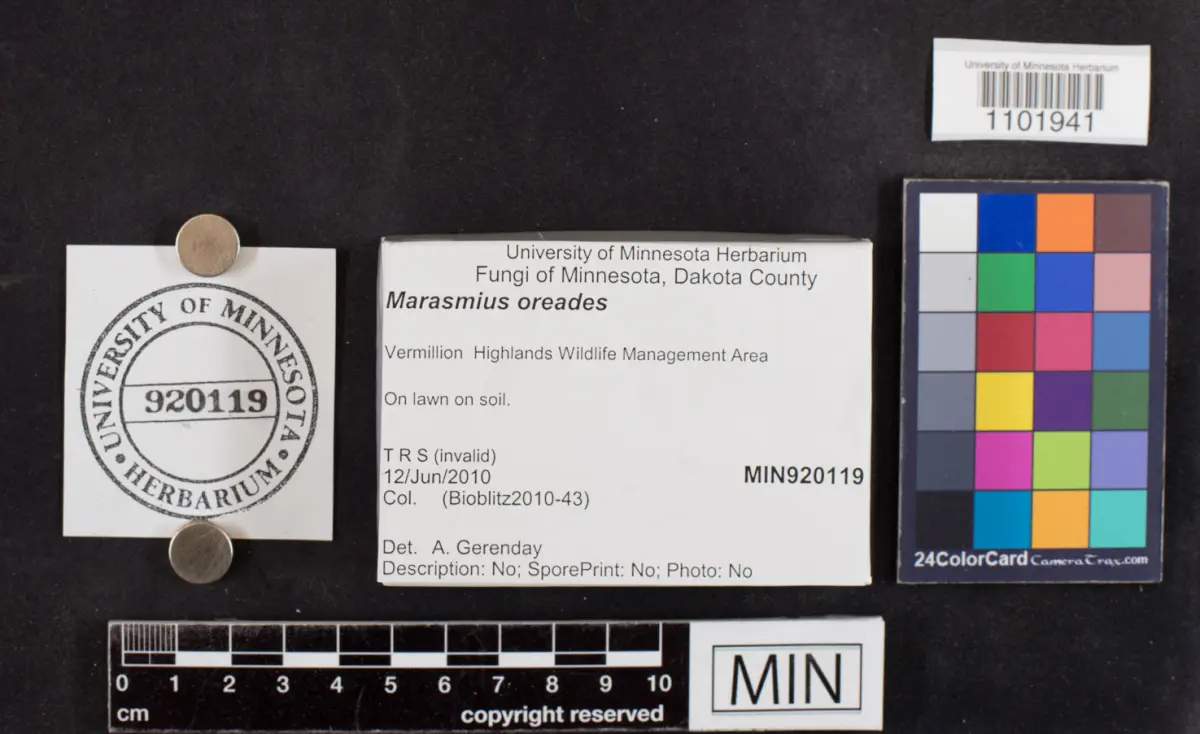 University of Minnesota Herbarium
1101941
UNIVERSITY OF MINNESOTA
920119
• HERBARIUM •
University of Minnesota Herbarium
Fungi of Minnesota, Dakota County
Marasmius oreades
Vermillion Highlands Wildlife Management Area
On lawn on soil.
T R S (invalid)
12/Jun/2010
MIN920119
Col. (Bioblitz2010-43)
Det. A. Gerenday
Description: No; SporePrint: No; Photo: No
24ColorCard CameraTrax.com
0 1 2 3 4 5 6 7 8 9 10
cm
copyright reserved
MIN